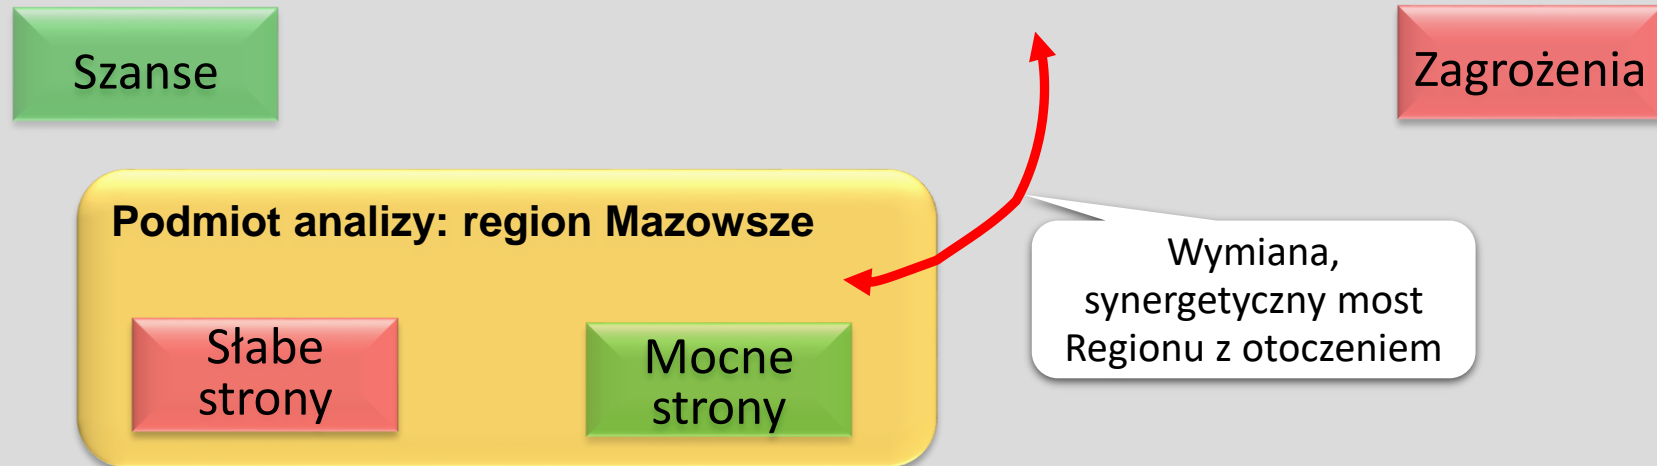 Szanse
Zagrożenia
Podmiot analizy: region Mazowsze
Wymiana,
synergetyczny most
Regionu z otoczeniem
Słabe
strony
Mocne
strony